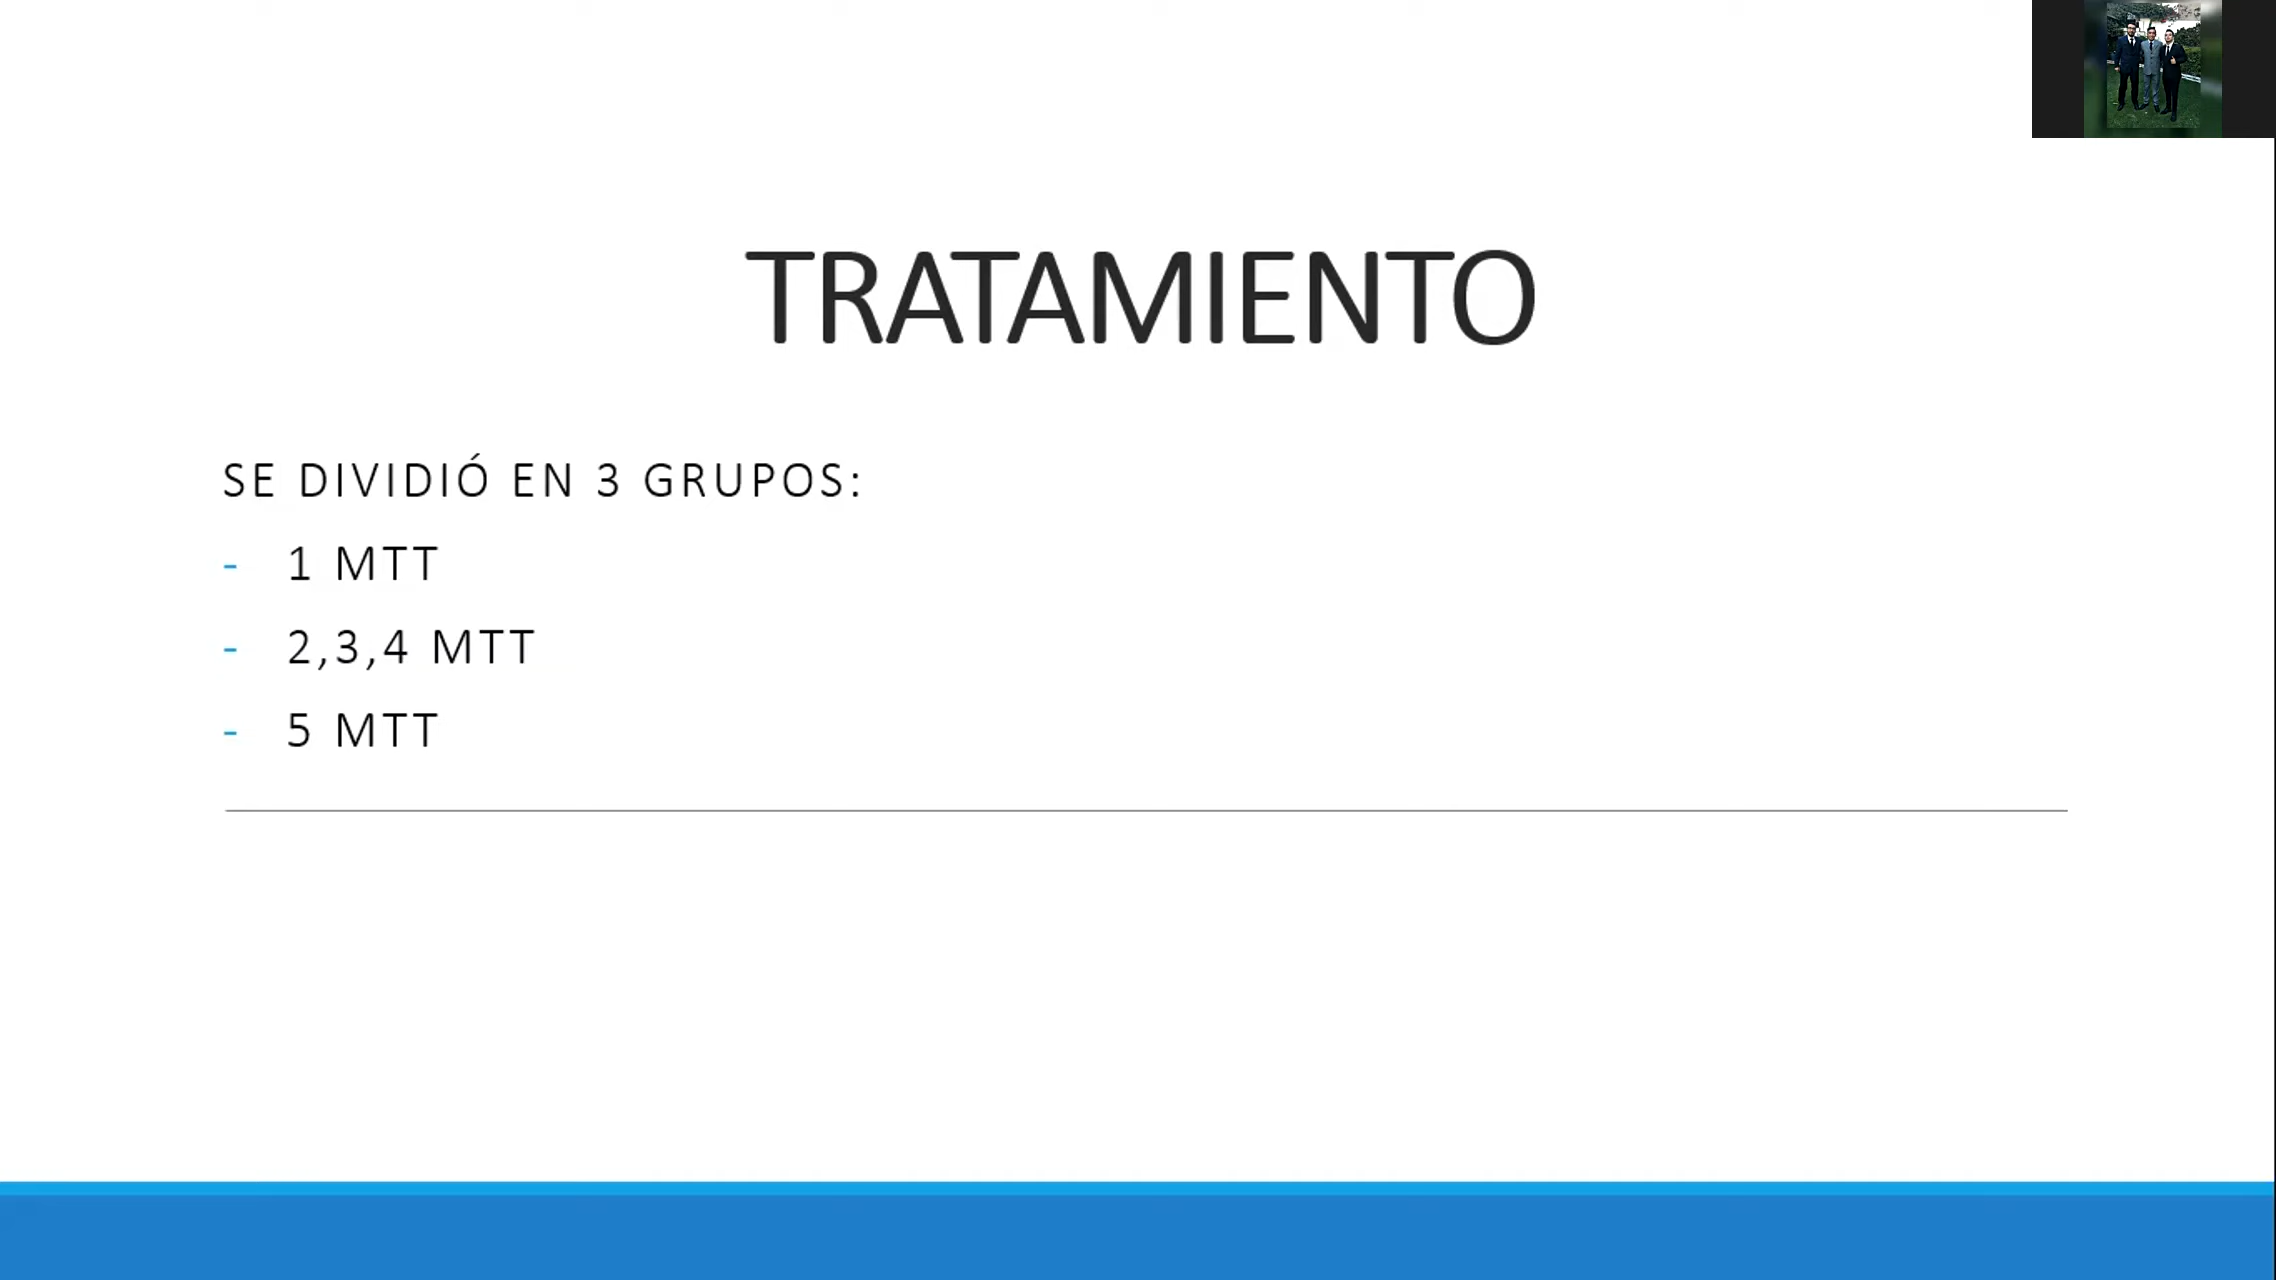 TRATAMIENTO
SE DIVIDIÓ EN 3 GRUPOS:
- 1 MTT
- 2,3,4 MTT
- 5 MTT